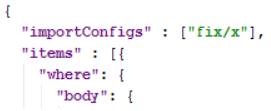 {
"importConfigs" : ["fix/x"],
"items" : [{
"where": {
"body": {